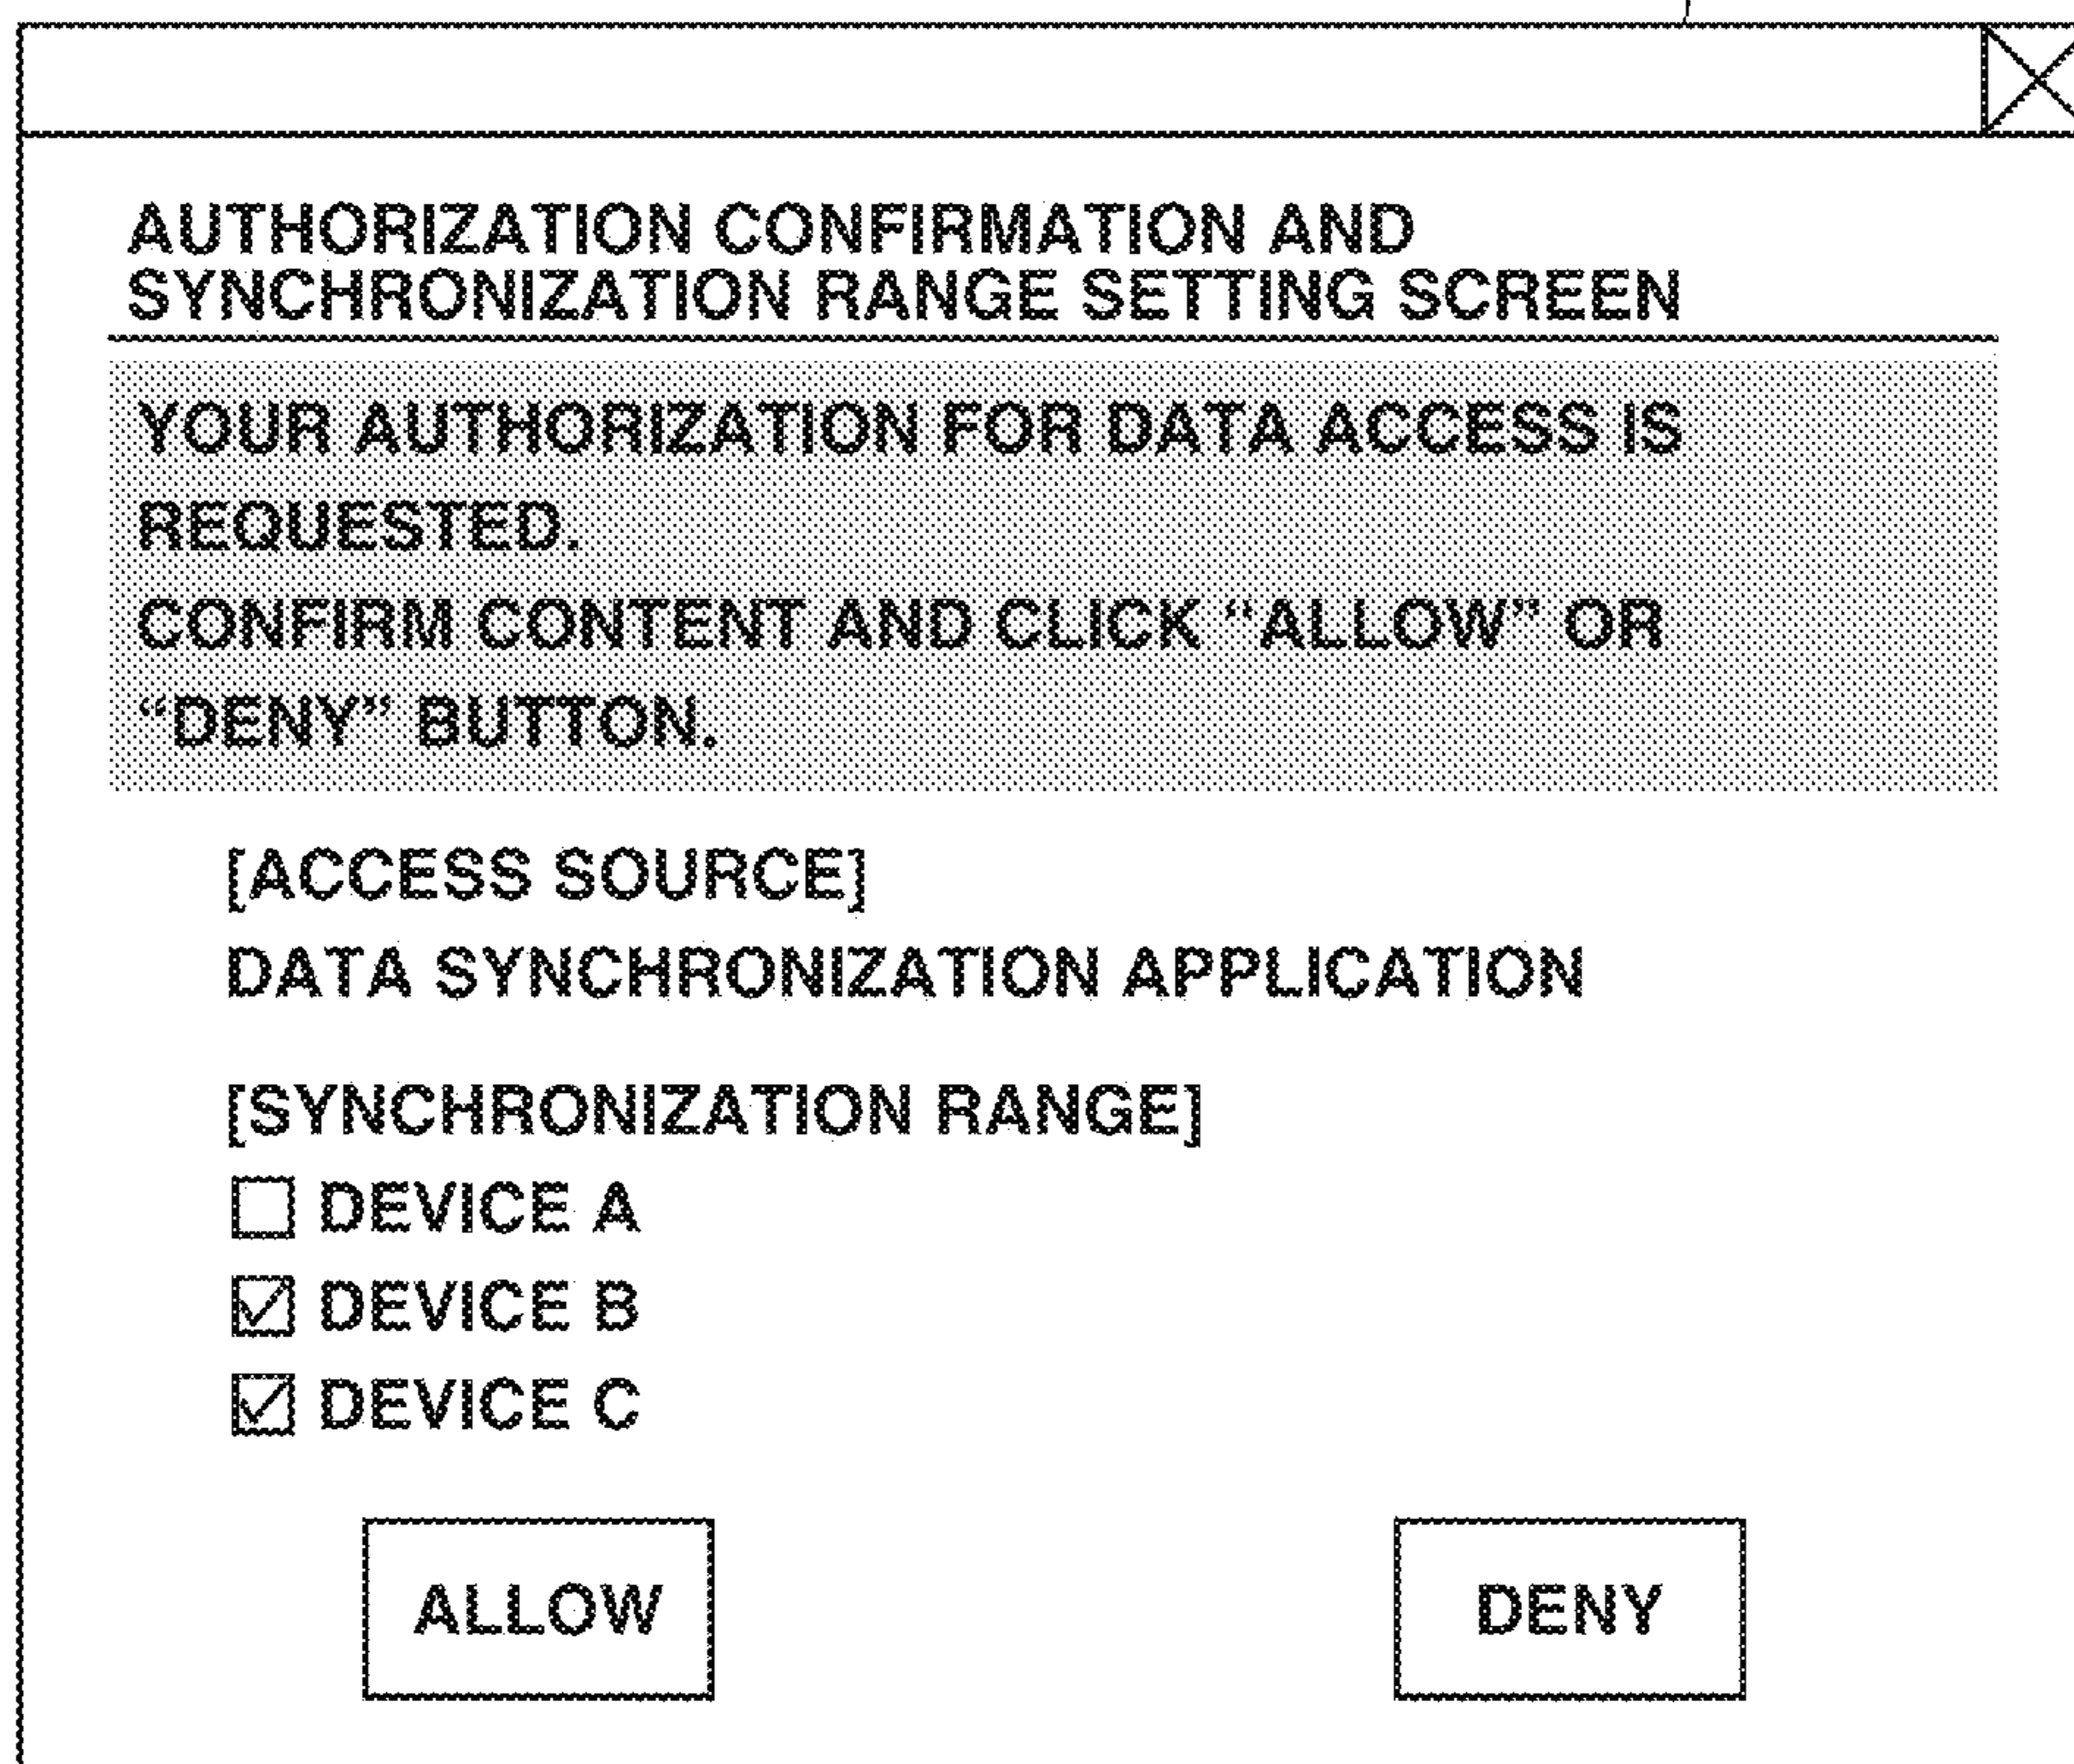 AUTHORIZATION CONFIRMATION AND
SYNCHRONIZATION RANGE SETTING SCREEN
YOUR AUTHORIZATION FOR DATA ACCESS IS
REQUESTED.
CONFIRM CONTENT AND CLICK “ALLOW” OR
“DENY” BUTTON.
[ACCESS SOURCE]
DATA SYNCHRONIZATION APPLICATION
[SYNCHRONIZATION RANGE]
DEVICE A
DEVICE B
DEVICE C
ALLOW DENY